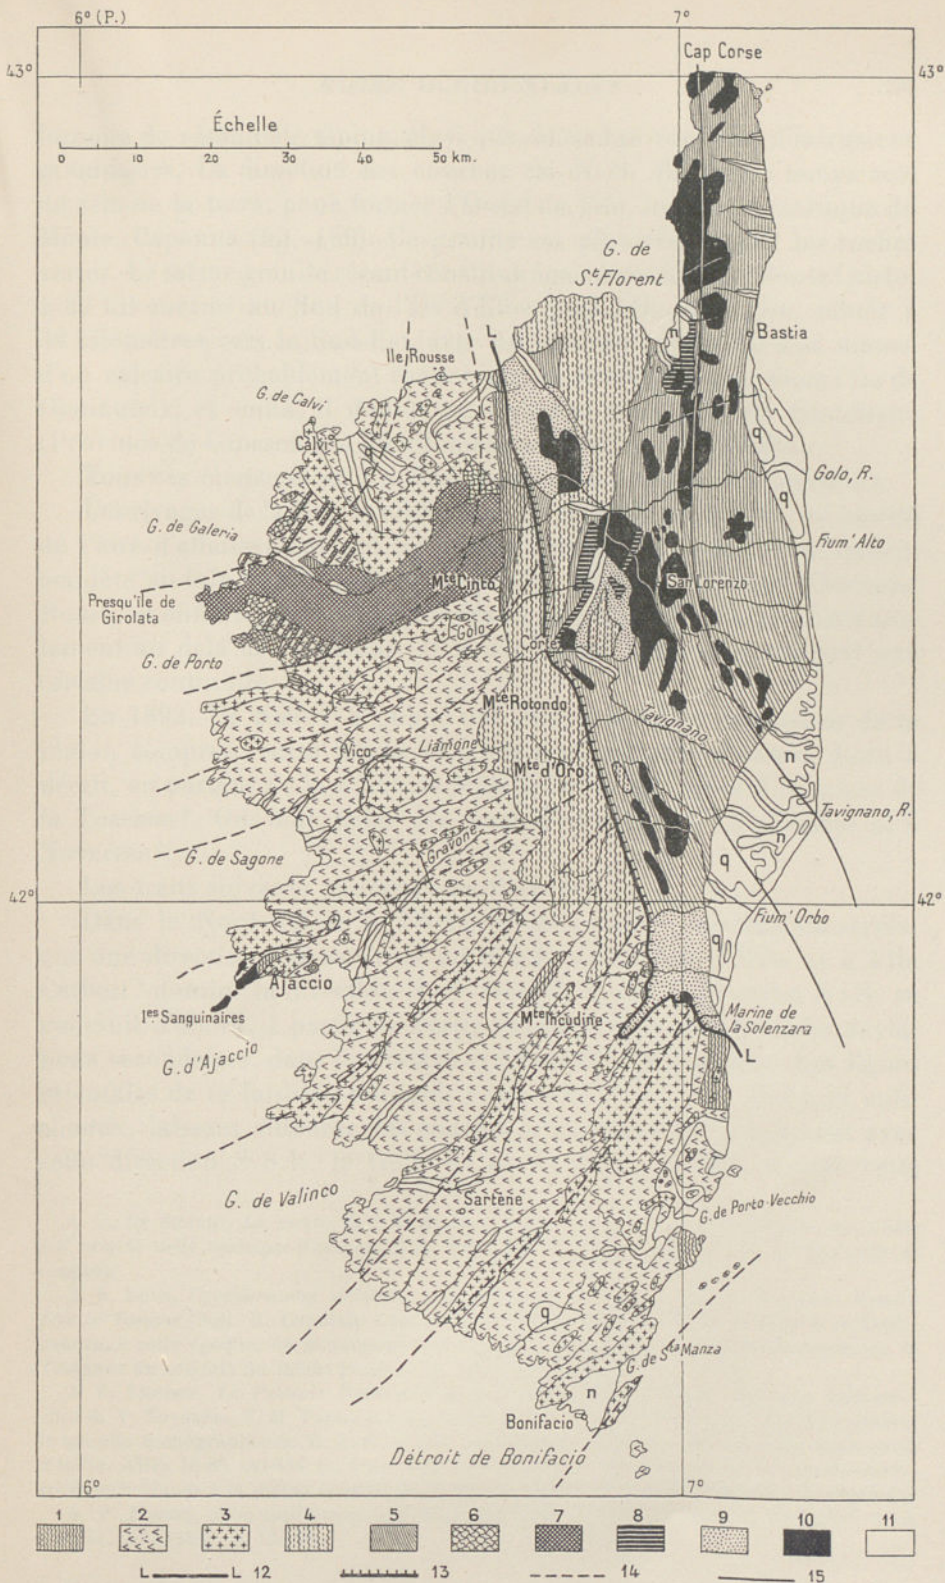 6° (P.)
7°
Cap Corse
43°
43°
Échelle
0 10 20 30 40 50 km.
G. de
St Florent
n
Bastia
L
Ile Rousse
G. de Calvi
Calvi
q
q
Golo, R.
G. de Galeria
q
Fium' Alto
Mte Cinto
San Lorenzo
Presqu'île de
Girolata
Golo
Corte
G. de Porto
Mte Rotondo
Tavignano
Vico
Liamone
Mte d'Oro
n
Tavignano, R.
G. de Sagone
Gravone
n
q
42°
42°
Fium' Orbo
q
Ajaccio
Ies Sanguinaires
Mte Incudine
Marine de
la Solenzara
L
G. d'Ajaccio
G. de Valinco
Sartène
G. de Porto-Vecchio
q
G. de Sta Manza
n
Bonifacio
Détroit de Bonifacio
6°
7°
1 2 3 4 5 6 7 8 9 10 11
L L 12 13 14 15